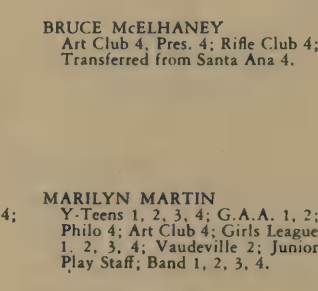 BRUCE McELHANEY
Art Club 4, Pres. 4; Rifle Club 4;
Transferred from Santa Ana 4.
MARILYN MARTIN
4;
Y-Teens 1, 2, 3, 4; G.A.A. 1, 2;
Philo 4; Art Club 4; Girls League
1, 2, 3, 4; Vaudeville 2; Junior
Play Staff; Band 1, 2, 3, 4.